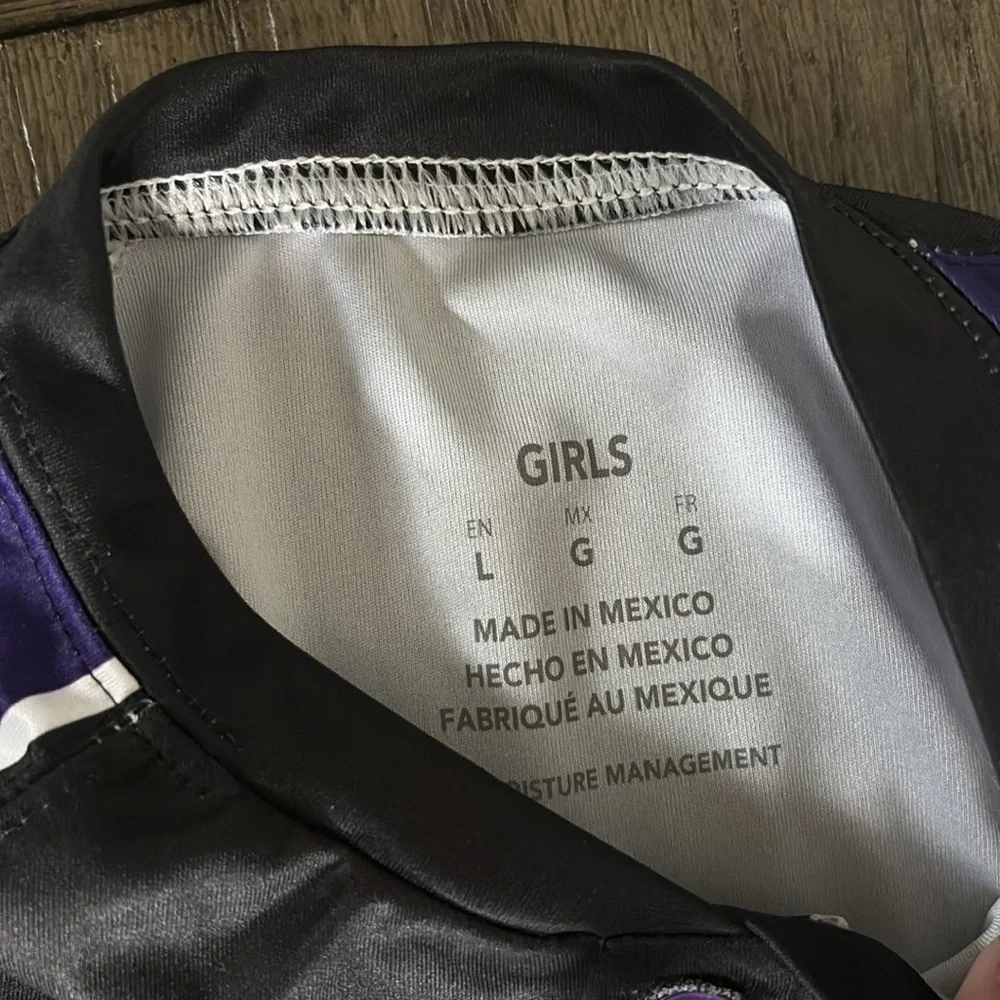 GIRLS
EN MX FR
L G G
MADE IN MEXICO
HECHO EN MEXICO
FABRIQUÉ AU MEXIQUE
MANAGEMENT